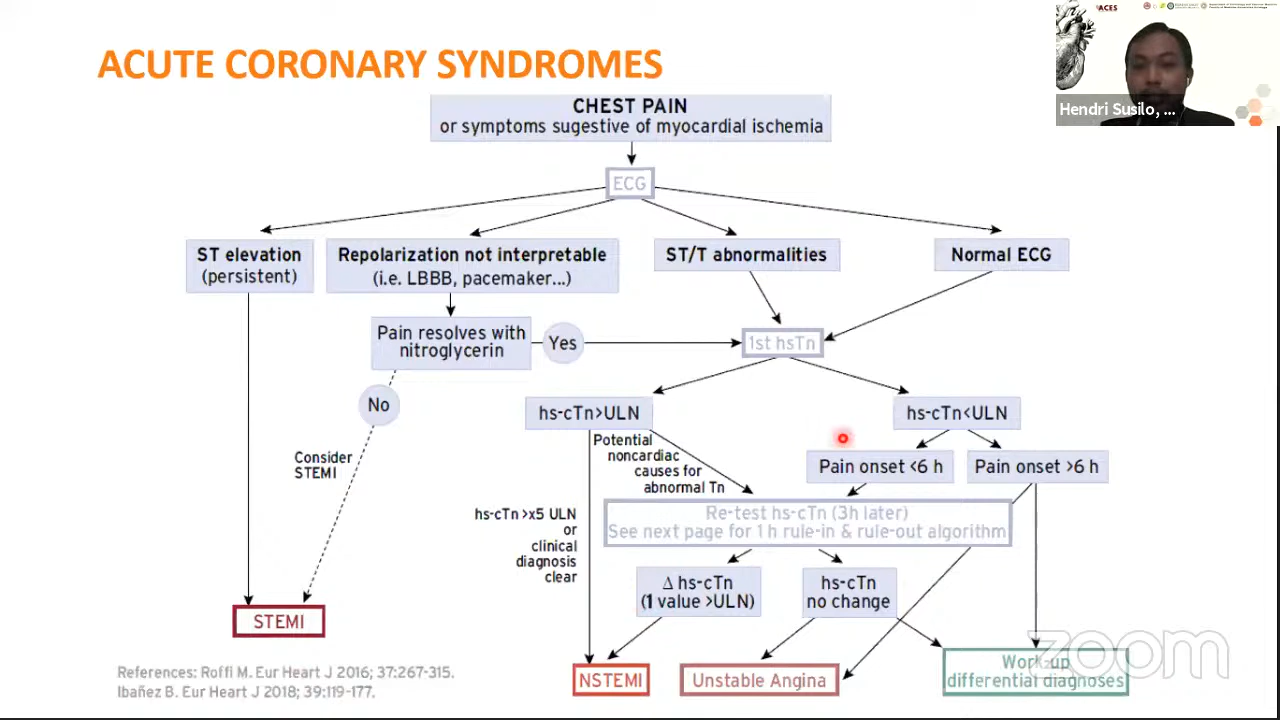 ACES
Hendri Susilo, ...
ACUTE CORONARY SYNDROMES
CHEST PAIN
or symptoms sugestive of myocardial ischemia
ECG
ST elevation
(persistent)
Repolarization not interpretable
(i.e. LBBB, pacemaker...)
ST/T abnormalities
Normal ECG
Pain resolves with
nitroglycerin
Yes
1st hsTn
No
hs-cTn>ULN
hs-cTn<ULN
Potential
noncardiac
causes for
abnormal Tn
Consider
STEMI
Pain onset <6 h
Pain onset >6 h
hs-cTn >x5 ULN
or
clinical
diagnosis
clear
Re-test hs-cTn (3h later)
See next page for 1 h rule-in & rule-out algorithm
Δ hs-cTn
(1 value >ULN)
hs-cTn
no change
STEMI
NSTEMI
Unstable Angina
Work-up
differential diagnoses
zoom
References: Roffi M. Eur Heart J 2016; 37:267-315.
Ibañez B. Eur Heart J 2018; 39:119-177.